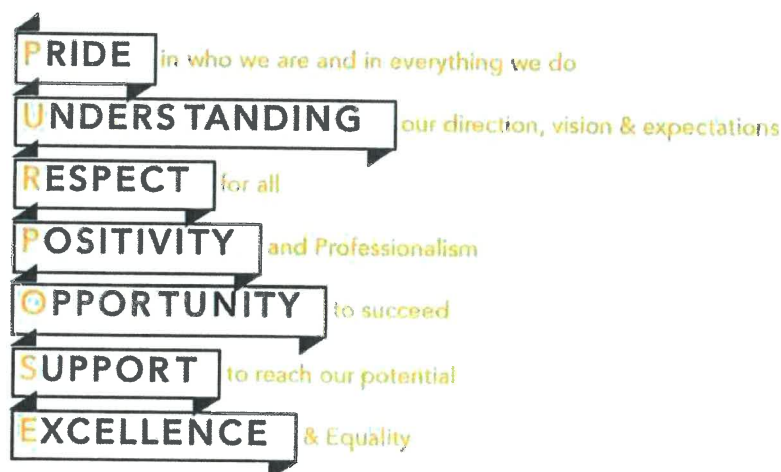 PRIDE in who we are and in everything we do
UNDERSTANDING our direction, vision & expectations
RESPECT for all
POSITIVITY and Professionalism
OPPORTUNITY to succeed
SUPPORT to reach our potential
EXCELLENCE & Equality